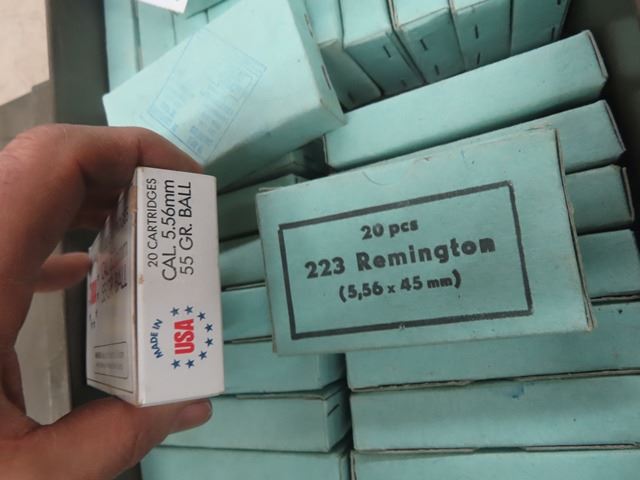 20 CARTRIDGES
CAL. 5.56mm
55 GR. BALL
MADE IN
USA
20 pcs
223 Remington
(5,56 x 45 mm)